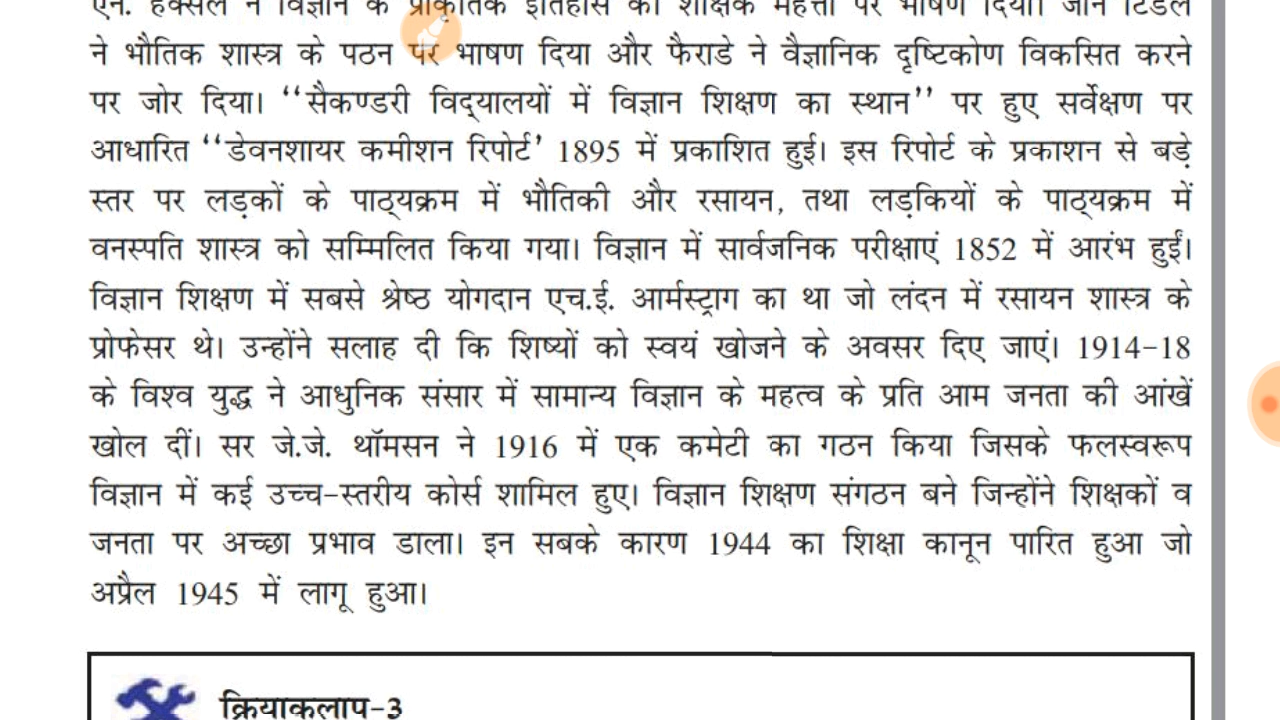 ने विज्ञान के प्राकृतिक इतिहास की महत्ता पर भाषण दिया। जॉन टिंडल
ने भौतिक शास्त्र के पठन पर भाषण दिया और फैराडे ने वैज्ञानिक दृष्टिकोण विकसित करने
पर जोर दिया। ‘‘सैकण्डरी विद्यालयों में विज्ञान शिक्षण का स्थान’’ पर हुए सर्वेक्षण पर
आधारित ‘‘डेवनशायर कमीशन रिपोर्ट’ 1895 में प्रकाशित हुई। इस रिपोर्ट के प्रकाशन से बड़े
स्तर पर लड़कों के पाठ्यक्रम में भौतिकी और रसायन, तथा लड़कियों के पाठ्यक्रम में
वनस्पति शास्त्र को सम्मिलित किया गया। विज्ञान में सार्वजनिक परीक्षाएं 1852 में आरंभ हुईं।
विज्ञान शिक्षण में सबसे श्रेष्ठ योगदान एच.ई. आर्मस्ट्राग का था जो लंदन में रसायन शास्त्र के
प्रोफेसर थे। उन्होंने सलाह दी कि शिष्यों को स्वयं खोजने के अवसर दिए जाएं। 1914-18
के विश्व युद्ध ने आधुनिक संसार में सामान्य विज्ञान के महत्व के प्रति आम जनता की आंखें
खोल दीं। सर जे.जे. थॉमसन ने 1916 में एक कमेटी का गठन किया जिसके फलस्वरूप
विज्ञान में कई उच्च-स्तरीय कोर्स शामिल हुए। विज्ञान शिक्षण संगठन बने जिन्होंने शिक्षकों व
जनता पर अच्छा प्रभाव डाला। इन सबके कारण 1944 का शिक्षा कानून पारित हुआ जो
अप्रैल 1945 में लागू हुआ।
क्रियाकलाप-3